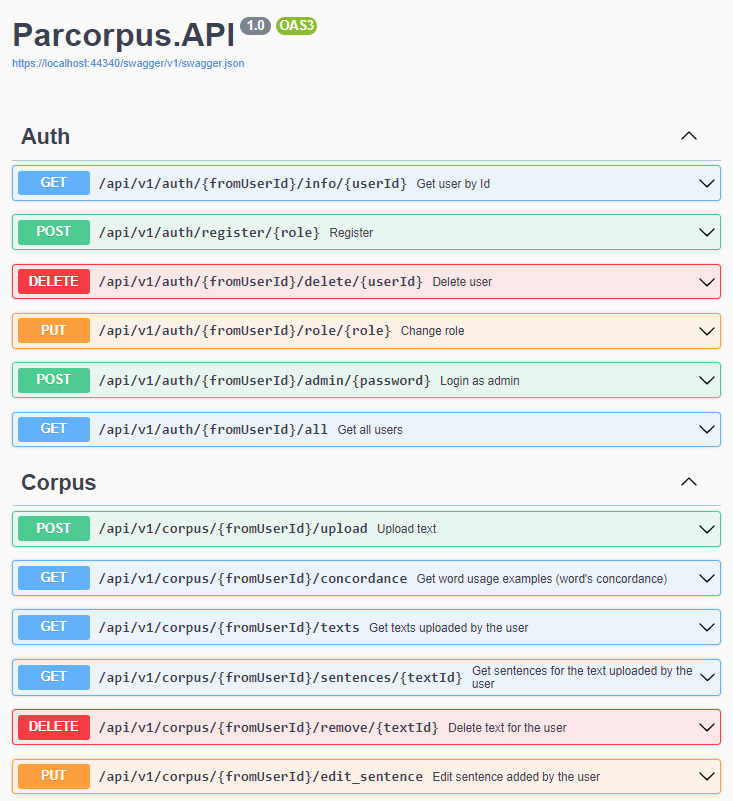 Parcorpus.API 1.0 OAS3
https://localhost:44340/swagger/v1/swagger.json
Auth
GET /api/v1/auth/{fromUserId}/info/{userId} Get user by Id
POST /api/v1/auth/register/{role} Register
DELETE /api/v1/auth/{fromUserId}/delete/{userId} Delete user
PUT /api/v1/auth/{fromUserId}/role/{role} Change role
POST /api/v1/auth/{fromUserId}/admin/{password} Login as admin
GET /api/v1/auth/{fromUserId}/all Get all users
Corpus
POST /api/v1/corpus/{fromUserId}/upload Upload text
GET /api/v1/corpus/{fromUserId}/concordance Get word usage examples (word's concordance)
GET /api/v1/corpus/{fromUserId}/texts Get texts uploaded by the user
GET /api/v1/corpus/{fromUserId}/sentences/{textId} Get sentences for the text uploaded by the
user
DELETE /api/v1/corpus/{fromUserId}/remove/{textId} Delete text for the user
PUT /api/v1/corpus/{fromUserId}/edit_sentence Edit sentence added by the user